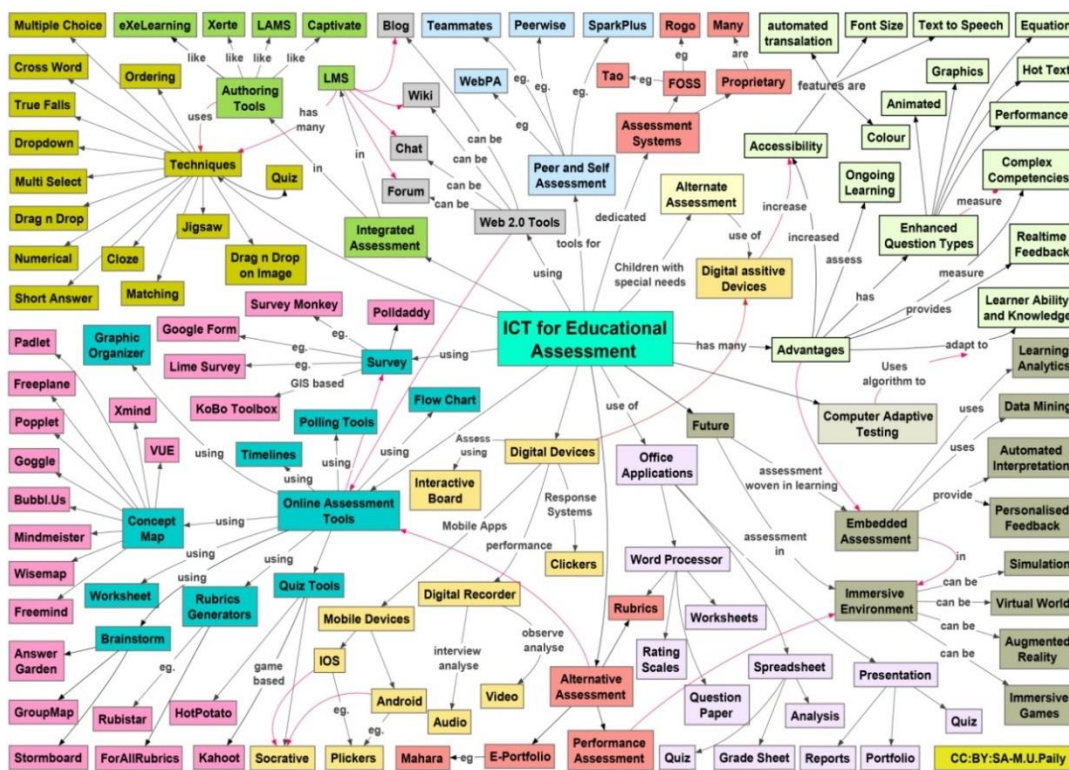 Multiple Choice
eXeLearning
Xerte
LAMS
Captivate
Blog
Teammates
Peerwise
SparkPlus
Rogo
Many
automated
transalation
Font Size
Text to Speech
Equation
like
like
like
like
eg.
eg.
eg.
eg
are
Cross Word
Ordering
Authoring
Tools
LMS
Wiki
WebPA
Tao
eg
FOSS
Proprietary
features are
Graphics
Hot Text
True Falls
uses
has
many
can be
eg
Animated
Performance
Dropdown
Techniques
in
in
Chat
can be
can be
can be
Peer and Self
Assessment
Assessment
Systems
Accessibility
Colour
Complex
Competencies
Multi Select
Quiz
Forum
Web 2.0 Tools
Alternate
Assessment
Ongoing
Learning
measure
Drag n Drop
Jigsaw
Integrated
Assessment
dedicated
increase
increased
Enhanced
Question Types
Realtime
Feedback
Numerical
Cloze
Drag n Drop
on Image
tools for
use of
assess
measure
Short Answer
Matching
using
Children with
special needs
Digital assitive
Devices
has
provides
Learner Ability
and Knowledge
Survey Monkey
Polldaddy
Google Form
eg.
Graphic
Organizer
Padlet
ICT for Educational
Assessment
has many
Advantages
adapt to
Lime Survey
eg.
Survey
using
Uses
algorithm to
Learning
Analytics
Freeplane
GIS based
KoBo Toolbox
Xmind
Flow Chart
use of
Future
Computer Adaptive
Testing
uses
Data Mining
Popplet
Polling Tools
Assess
using
Digital Devices
Office
Applications
uses
Goggle
VUE
using
Timelines
using
using
using
Interactive
Board
assessment
woven in learning
Automated
Interpretation
Bubbl.Us
Concept
Map
using
Online Assessment
Tools
Mobile Apps
Response
Systems
provide
Personalised
Feedback
Mindmeister
using
using
using
performance
Clickers
Word Processor
assessment
in
Embedded
Assessment
Wisemap
Worksheet
Rubrics
Generators
Quiz Tools
Digital Recorder
in
Simulation
Freemind
Brainstorm
Mobile Devices
Rubrics
Worksheets
Immersive
Environment
can be
can be
can be
can be
Virtual World
Answer
Garden
eg.
game
based
IOS
interview
analyse
observe
analyse
Rating
Scales
Spreadsheet
Presentation
Augmented
Reality
GroupMap
Rubistar
HotPotato
Android
Video
Alternative
Assessment
Question
Paper
Analysis
Quiz
Immersive
Games
eg.
eg.
Audio
Stormboard
ForAllRubrics
Kahoot
Socrative
Plickers
Mahara
eg
E-Portfolio
Performance
Assessment
Quiz
Grade Sheet
Reports
Portfolio
CC:BY:SA-M.U.Paily